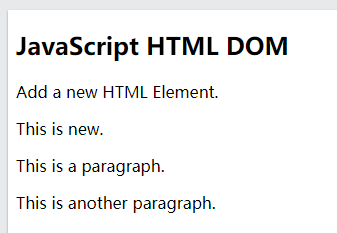 JavaScript HTML DOM
Add a new HTML Element.
This is new.
This is a paragraph.
This is another paragraph.